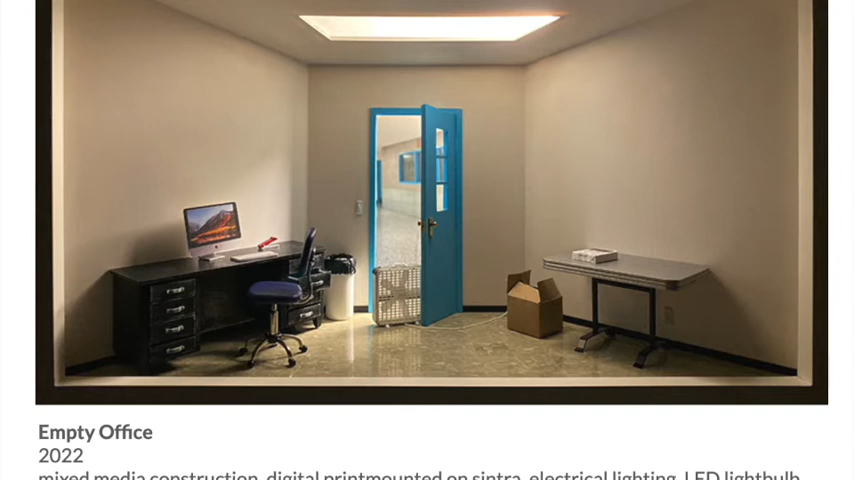 Empty Office
2022
mixed media construction, digital printmounted on sintra, electrical lighting, LED lightbulb